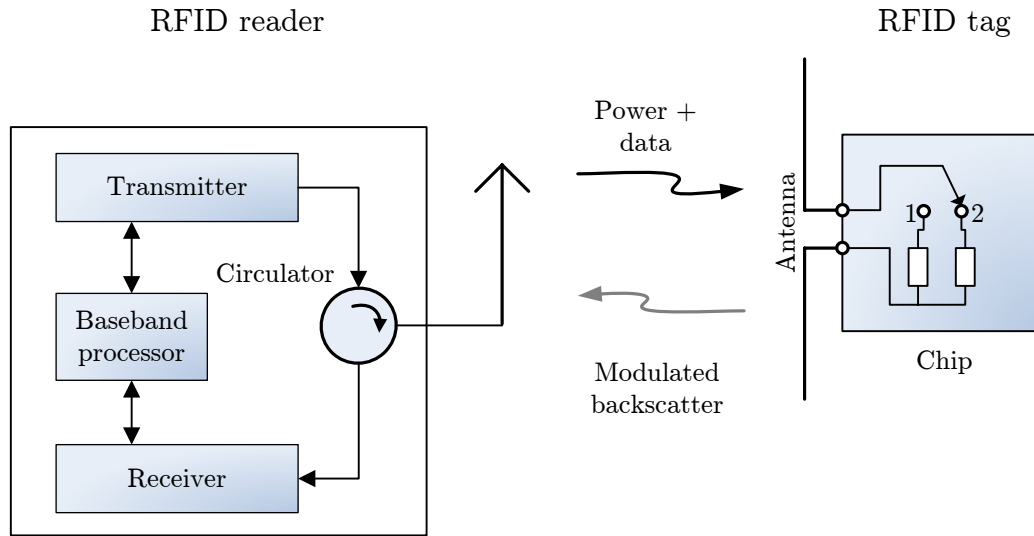 RFID reader
RFID tag
Power +
data
Transmitter
Antenna
1
2
Circulator
Baseband
processor
Chip
Modulated
backscatter
Receiver